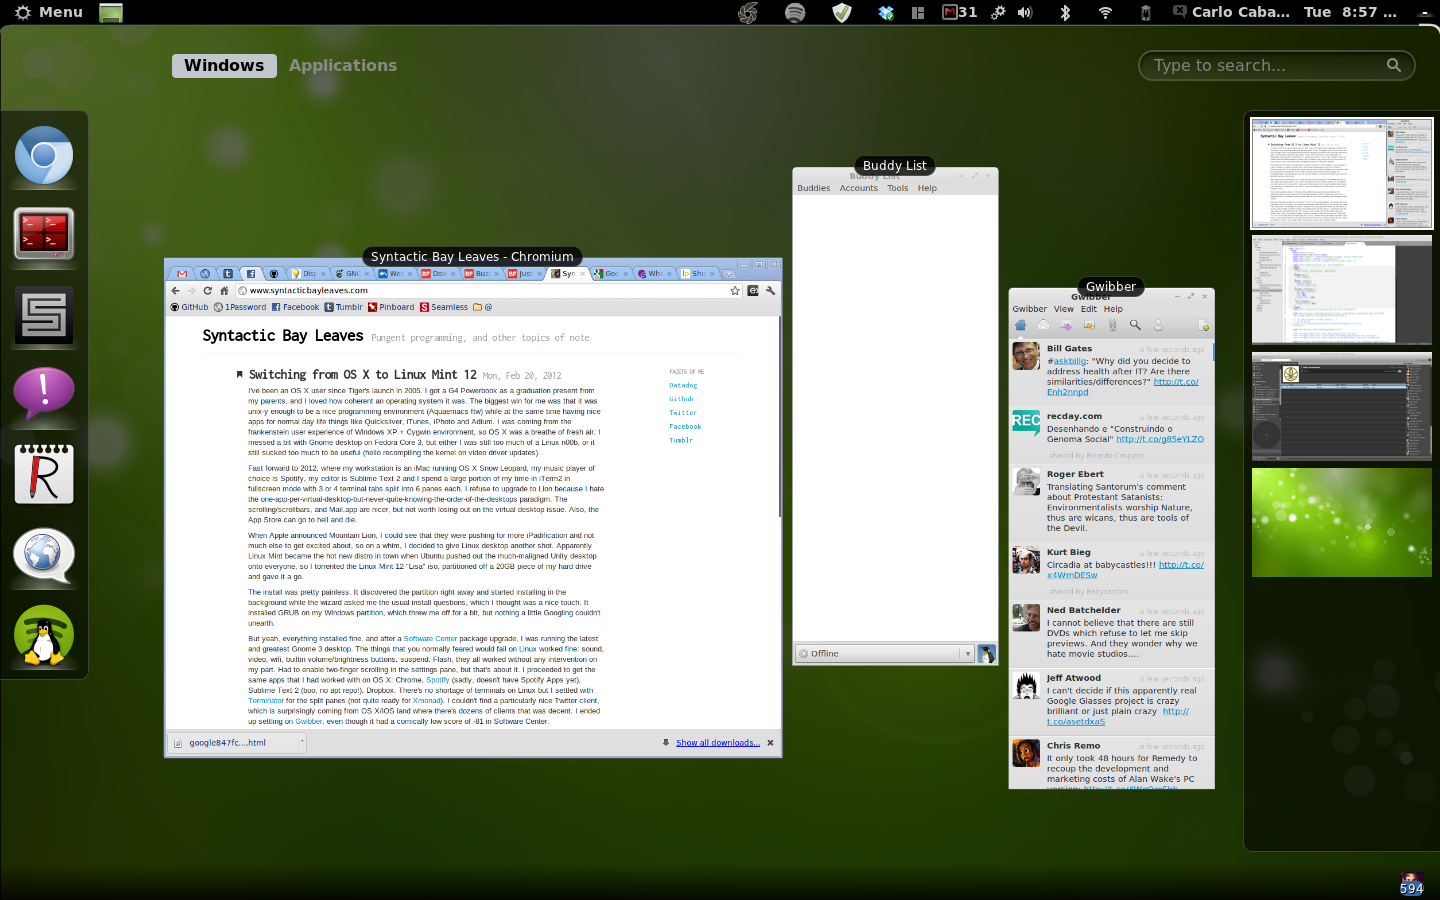 Menu
31
Carlo Caba...
Tue 8:57 ...
Windows
Applications
Type to search...
Syntactic Bay Leaves - Chromium
Disp
GNC
Wea
Dov
Buz
Just
Syn
Goo
Who
Sho
www.syntacticbayleaves.com
GitHub
1Password
Facebook
Tumblr
Pinboard
Seamless
@
Syntactic Bay Leaves Pungent programming, and other topics of note
Switching from OS X to Linux Mint 12 Mon, Feb 20, 2012
I've been an OS X user since Tiger's launch in 2005. I got a G4 Powerbook as a graduation present from
my parents, and I loved how coherent an operating system it was. The biggest win for me was that it was
unix-y enough to be a nice programming environment (Aquaemacs ftw) while at the same time having nice
apps for normal day life things like Quicksilver, iTunes, iPhoto and Adium. I was coming from the
frankenstein user experience of Windows XP + Cygwin environment, so OS X was a breathe of fresh air. I
messed a bit with Gnome desktop on Fedora Core 3, but either I was still too much of a Linux n00b, or it
still sucked too much to be useful (hello recompiling the kernel on video driver updates).
Fast forward to 2012, where my workstation is an iMac running OS X Snow Leopard, my music player of
choice is Spotify, my editor is Sublime Text 2 and I spend a large portion of my time in iTerm2 in
fullscreen mode with 3 or 4 terminal tabs split into 6 panes each. I refuse to upgrade to Lion because I hate
the one-app-per-virtual-desktop-but-never-quite-knowing-the-order-of-the-desktops paradigm. The
scrolling/scrollbars, and Mail.app are nicer, but not worth losing out on the virtual desktop issue. Also, the
App Store can go to hell and die.
When Apple announced Mountain Lion, I could see that they were pushing for more iPadification and not
much else to get excited about, so on a whim, I decided to give Linux desktop another shot. Apparently
Linux Mint became the hot new distro in town when Ubuntu pushed out the much-maligned Unity desktop
onto everyone, so I torrented the Linux Mint 12 "Lisa" iso, partitioned off a 20GB piece of my hard drive
and gave it a go.
The install was pretty painless. It discovered the partition right away and started installing in the
background while the wizard asked me the usual install questions, which I thought was a nice touch. It
installed GRUB on my Windows partition, which threw me off for a bit, but nothing a little Googling couldn't
unearth.
But yeah, everything installed fine, and after a Software Center package upgrade, I was running the latest
and greatest Gnome 3 desktop. The things that you normally feared would fail on Linux worked fine: sound,
video, wifi, builtin volume/brightness buttons, suspend, Flash, they all worked without any intervention on
my part. Had to enable two-finger scrolling in the settings pane, but that's about it. I proceeded to get the
same apps that I had worked with on OS X: Chrome, Spotify (sadly, doesn't have Spotify Apps yet),
Sublime Text 2 (boo, no apt repo!), Dropbox. There's no shortage of terminals on Linux but I settled with
Terminator for the split panes (not quite ready for Xmonad). I couldn't find a particularly nice Twitter client,
which is surprisingly coming from OS X/iOS land where there's dozens of clients that was decent. I ended
up settling on Gwibber, even though it had a comically low score of -81 in Software Center.
FACETS OF ME
Datadog
Github
Twitter
Facebook
Tumblr
google847fc....html
Show all downloads...
Buddy List
Buddy List
Buddies Accounts Tools Help
Offline
Gwibber
Gwibber
Gwibber View Edit Help
Bill Gates a few seconds ago
#askbillg: "Why did you decide to
address health after IT? Are there
similarities/differences?" http://t.co/
Enh2nnpd
REC
recday.com a few seconds ago
Desenhando e "Construindo o
Genoma Social" http://t.co/g85eYLZO
shared by Ricardo Caspirro
Roger Ebert a few seconds ago
Translating Santorum's comment
about Protestant Satanists:
Environmentalists worship Nature,
thus are wicans, thus are tools of
the Devil.
Kurt Bieg a few seconds ago
Circadia at babycastles!!! http://t.co/
x4WmDESw
shared by Babycastles
Ned Batchelder a few seconds ago
I cannot believe that there are still
DVDs which refuse to let me skip
previews. And they wonder why we
hate movie studios....
Jeff Atwood a few seconds ago
I can't decide if this apparently real
Google Glasses project is crazy
brilliant or just plain crazy http://
t.co/asetdxaS
Chris Remo a few seconds ago
It only took 48 hours for Remedy to
recoup the development and
marketing costs of Alan Wake's PC
594